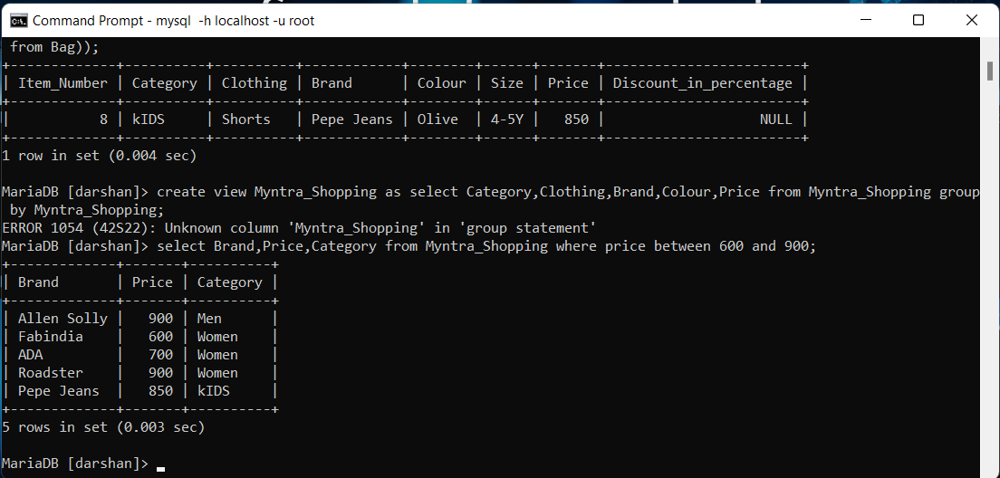 Command Prompt - mysql  -h localhost -u root
 from Bag));
+-------------+----------+----------+------------+--------+------+-------+------------------------+
| Item_Number | Category | Clothing | Brand      | Colour | Size | Price | Discount_in_percentage |
+-------------+----------+----------+------------+--------+------+-------+------------------------+
|           8 | kIDS     | Shorts   | Pepe Jeans | Olive  | 4-5Y |   850 |                   NULL |
+-------------+----------+----------+------------+--------+------+-------+------------------------+
1 row in set (0.004 sec)
MariaDB [darshan]> create view Myntra_Shopping as select Category,Clothing,Brand,Colour,Price from Myntra_Shopping group
 by Myntra_Shopping;
ERROR 1054 (42S22): Unknown column 'Myntra_Shopping' in 'group statement'
MariaDB [darshan]> select Brand,Price,Category from Myntra_Shopping where price between 600 and 900;
+-------------+-------+----------+
| Brand       | Price | Category |
+-------------+-------+----------+
| Allen Solly |   900 | Men      |
| Fabindia    |   600 | Women    |
| ADA         |   700 | Women    |
| Roadster    |   900 | Women    |
| Pepe Jeans  |   850 | kIDS     |
+-------------+-------+----------+
5 rows in set (0.003 sec)
MariaDB [darshan]>